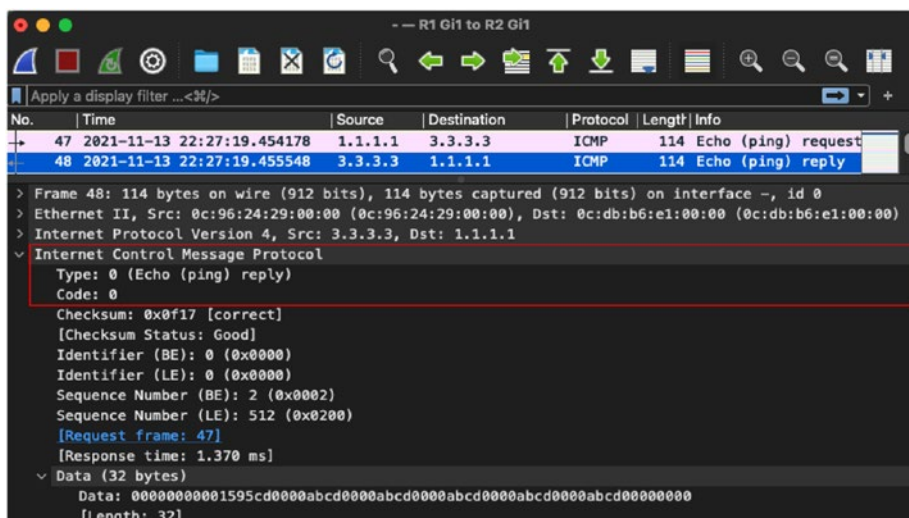 - — R1 Gi1 to R2 Gi1
Apply a display filter ...<⌘/>
No. Time Source Destination Protocol Length Info
47 2021-11-13 22:27:19.454178 1.1.1.1 3.3.3.3 ICMP 114 Echo (ping) request
48 2021-11-13 22:27:19.455548 3.3.3.3 1.1.1.1 ICMP 114 Echo (ping) reply
Frame 48: 114 bytes on wire (912 bits), 114 bytes captured (912 bits) on interface -, id 0
Ethernet II, Src: 0c:96:24:29:00:00 (0c:96:24:29:00:00), Dst: 0c:db:b6:e1:00:00 (0c:db:b6:e1:00:00)
Internet Protocol Version 4, Src: 3.3.3.3, Dst: 1.1.1.1
Internet Control Message Protocol
Type: 0 (Echo (ping) reply)
Code: 0
Checksum: 0x0f17 [correct]
[Checksum Status: Good]
Identifier (BE): 0 (0x0000)
Identifier (LE): 0 (0x0000)
Sequence Number (BE): 2 (0x0002)
Sequence Number (LE): 512 (0x0200)
[Request frame: 47]
[Response time: 1.370 ms]
Data (32 bytes)
Data: 00000000001595cd0000abcd0000abcd0000abcd0000abcd0000abcd00000000
[Length: 32]